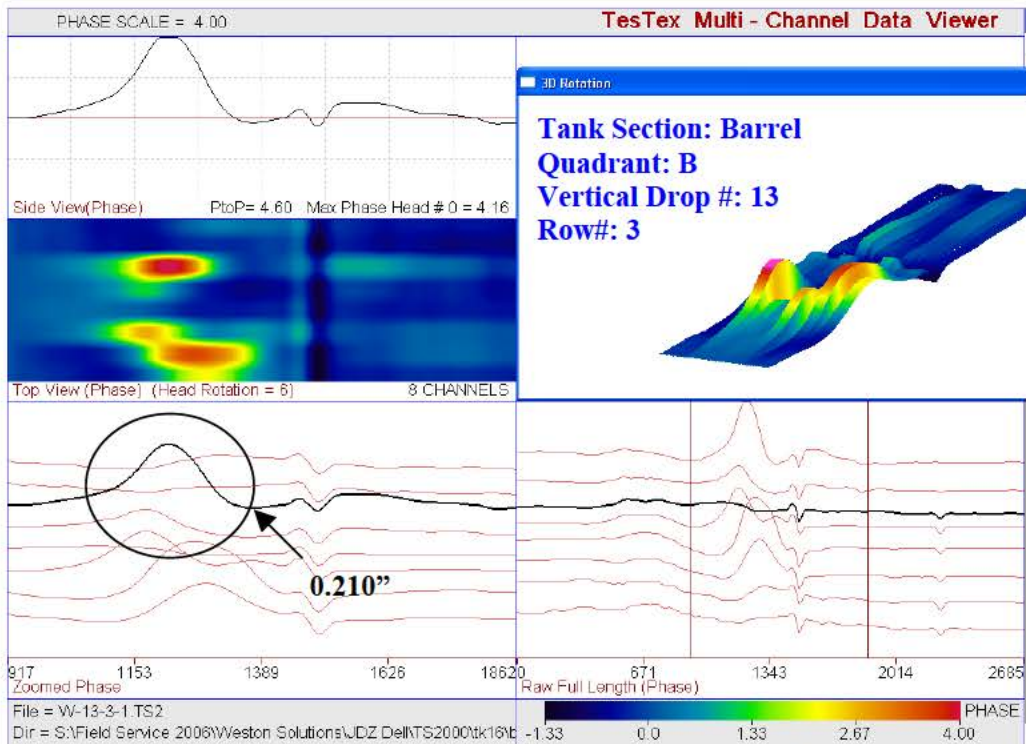 PHASE SCALE = 4.00
TesTex Multi - Channel Data Viewer
Side View(Phase) PtoP= 4.60 Max Phase Head # 0 = 4.16
3D Rotation
Tank Section: Barrel
Quadrant: B
Vertical Drop #: 13
Row#: 3
Top View (Phase) (Head Rotation = 6) 8 CHANNELS
0.210”
917 1153 1389 1626 1862
Zoomed Phase
0 671 1343 2014 2685
Raw Full Length (Phase)
File = W-13-3-1.TS2
Dir = S:\Field Service 2006\Weston Solutions\JDZ Dell\TS2000\tk16\b
PHASE
-1.33 0.0 1.33 2.67 4.00